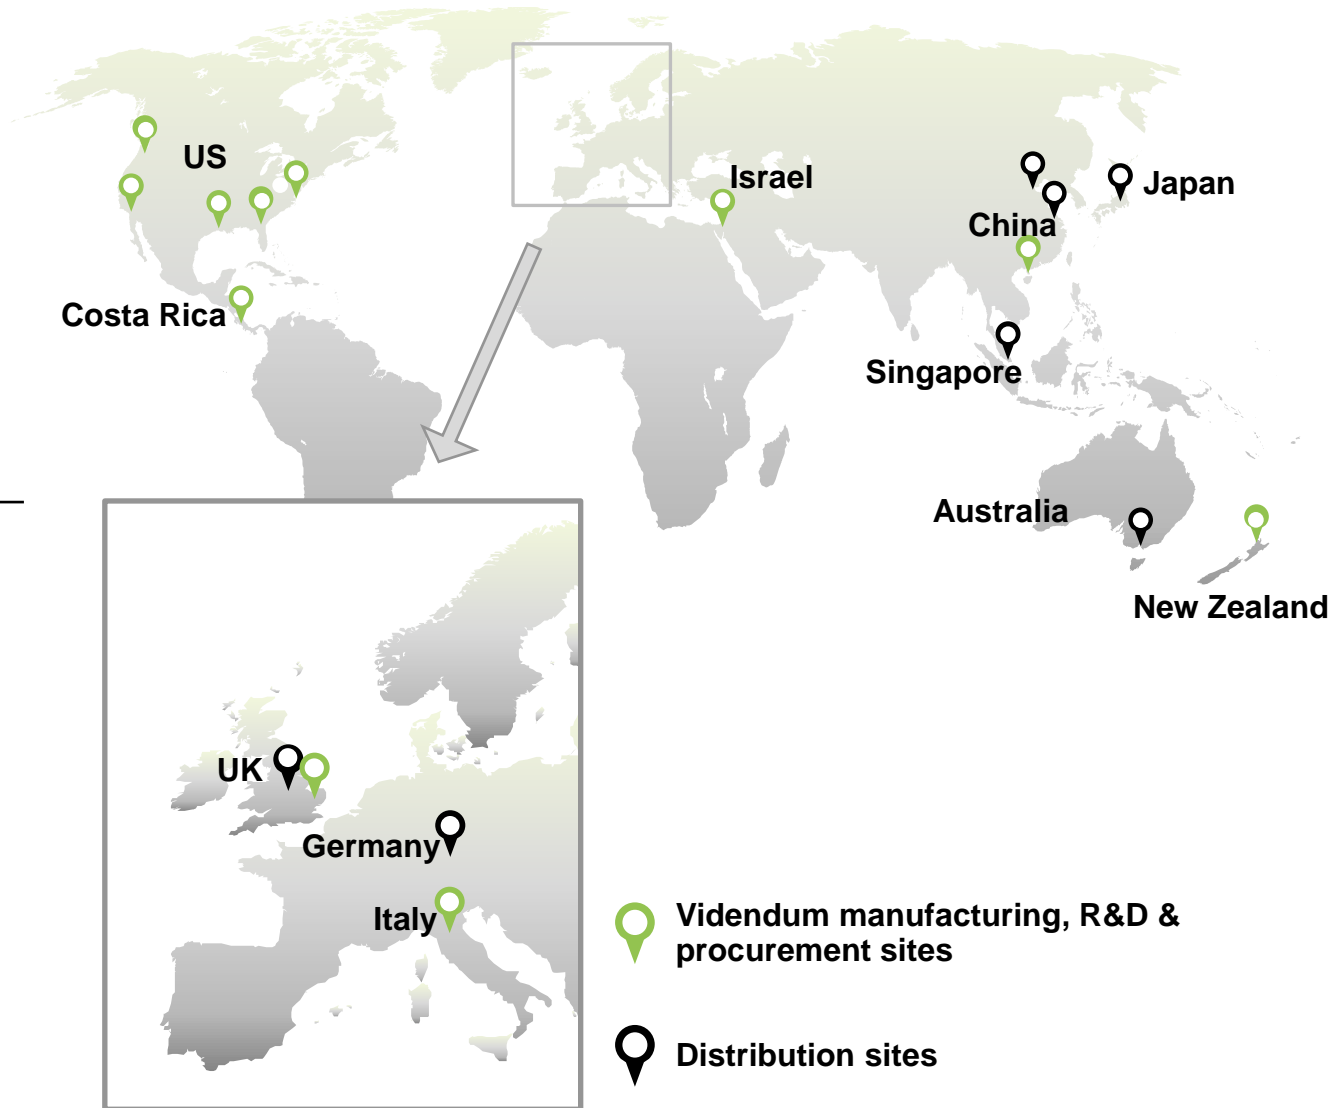 US
Israel
Japan
China
Costa Rica
Singapore
Australia
New Zealand
UK
Germany
Italy
Videndum manufacturing, R&D &
procurement sites
Distribution sites